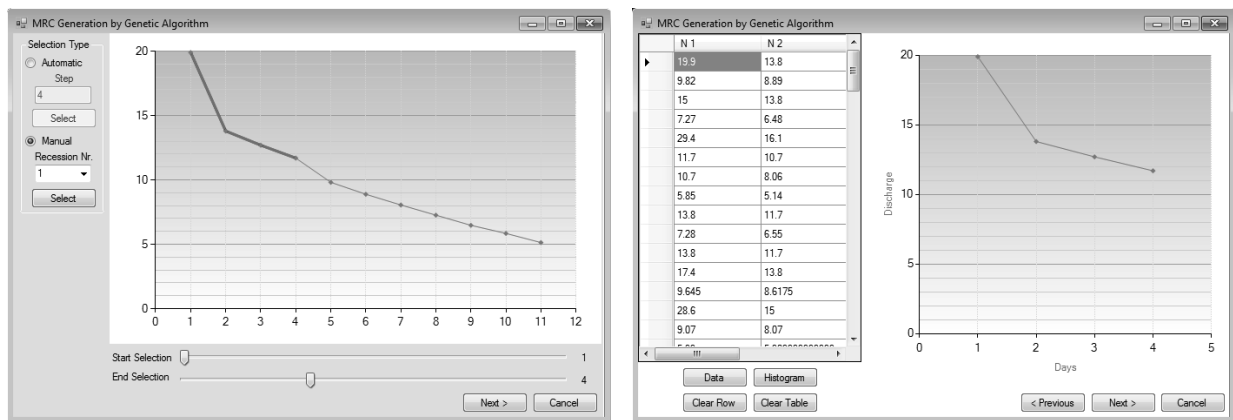 MRC Generation by Genetic Algorithm
Selection Type
Automatic
Step
4
Select
Manual
Recession Nr.
1
Select
20
15
10
5
0
0 1 2 3 4 5 6 7 8 9 10 11 12
Start Selection 1
End Selection 4
Next > Cancel
MRC Generation by Genetic Algorithm
N 1 N 2
19.9 13.8
9.82 8.89
15 13.8
7.27 6.48
29.4 16.1
11.7 10.7
10.7 8.06
5.85 5.14
13.8 11.7
7.28 6.55
13.8 11.7
17.4 13.8
9.645 8.6175
28.6 15
9.07 8.07
Data Histogram
Clear Row Clear Table
20
15
10
5
0
Discharge
0 1 2 3 4 5
Days
< Previous Next > Cancel